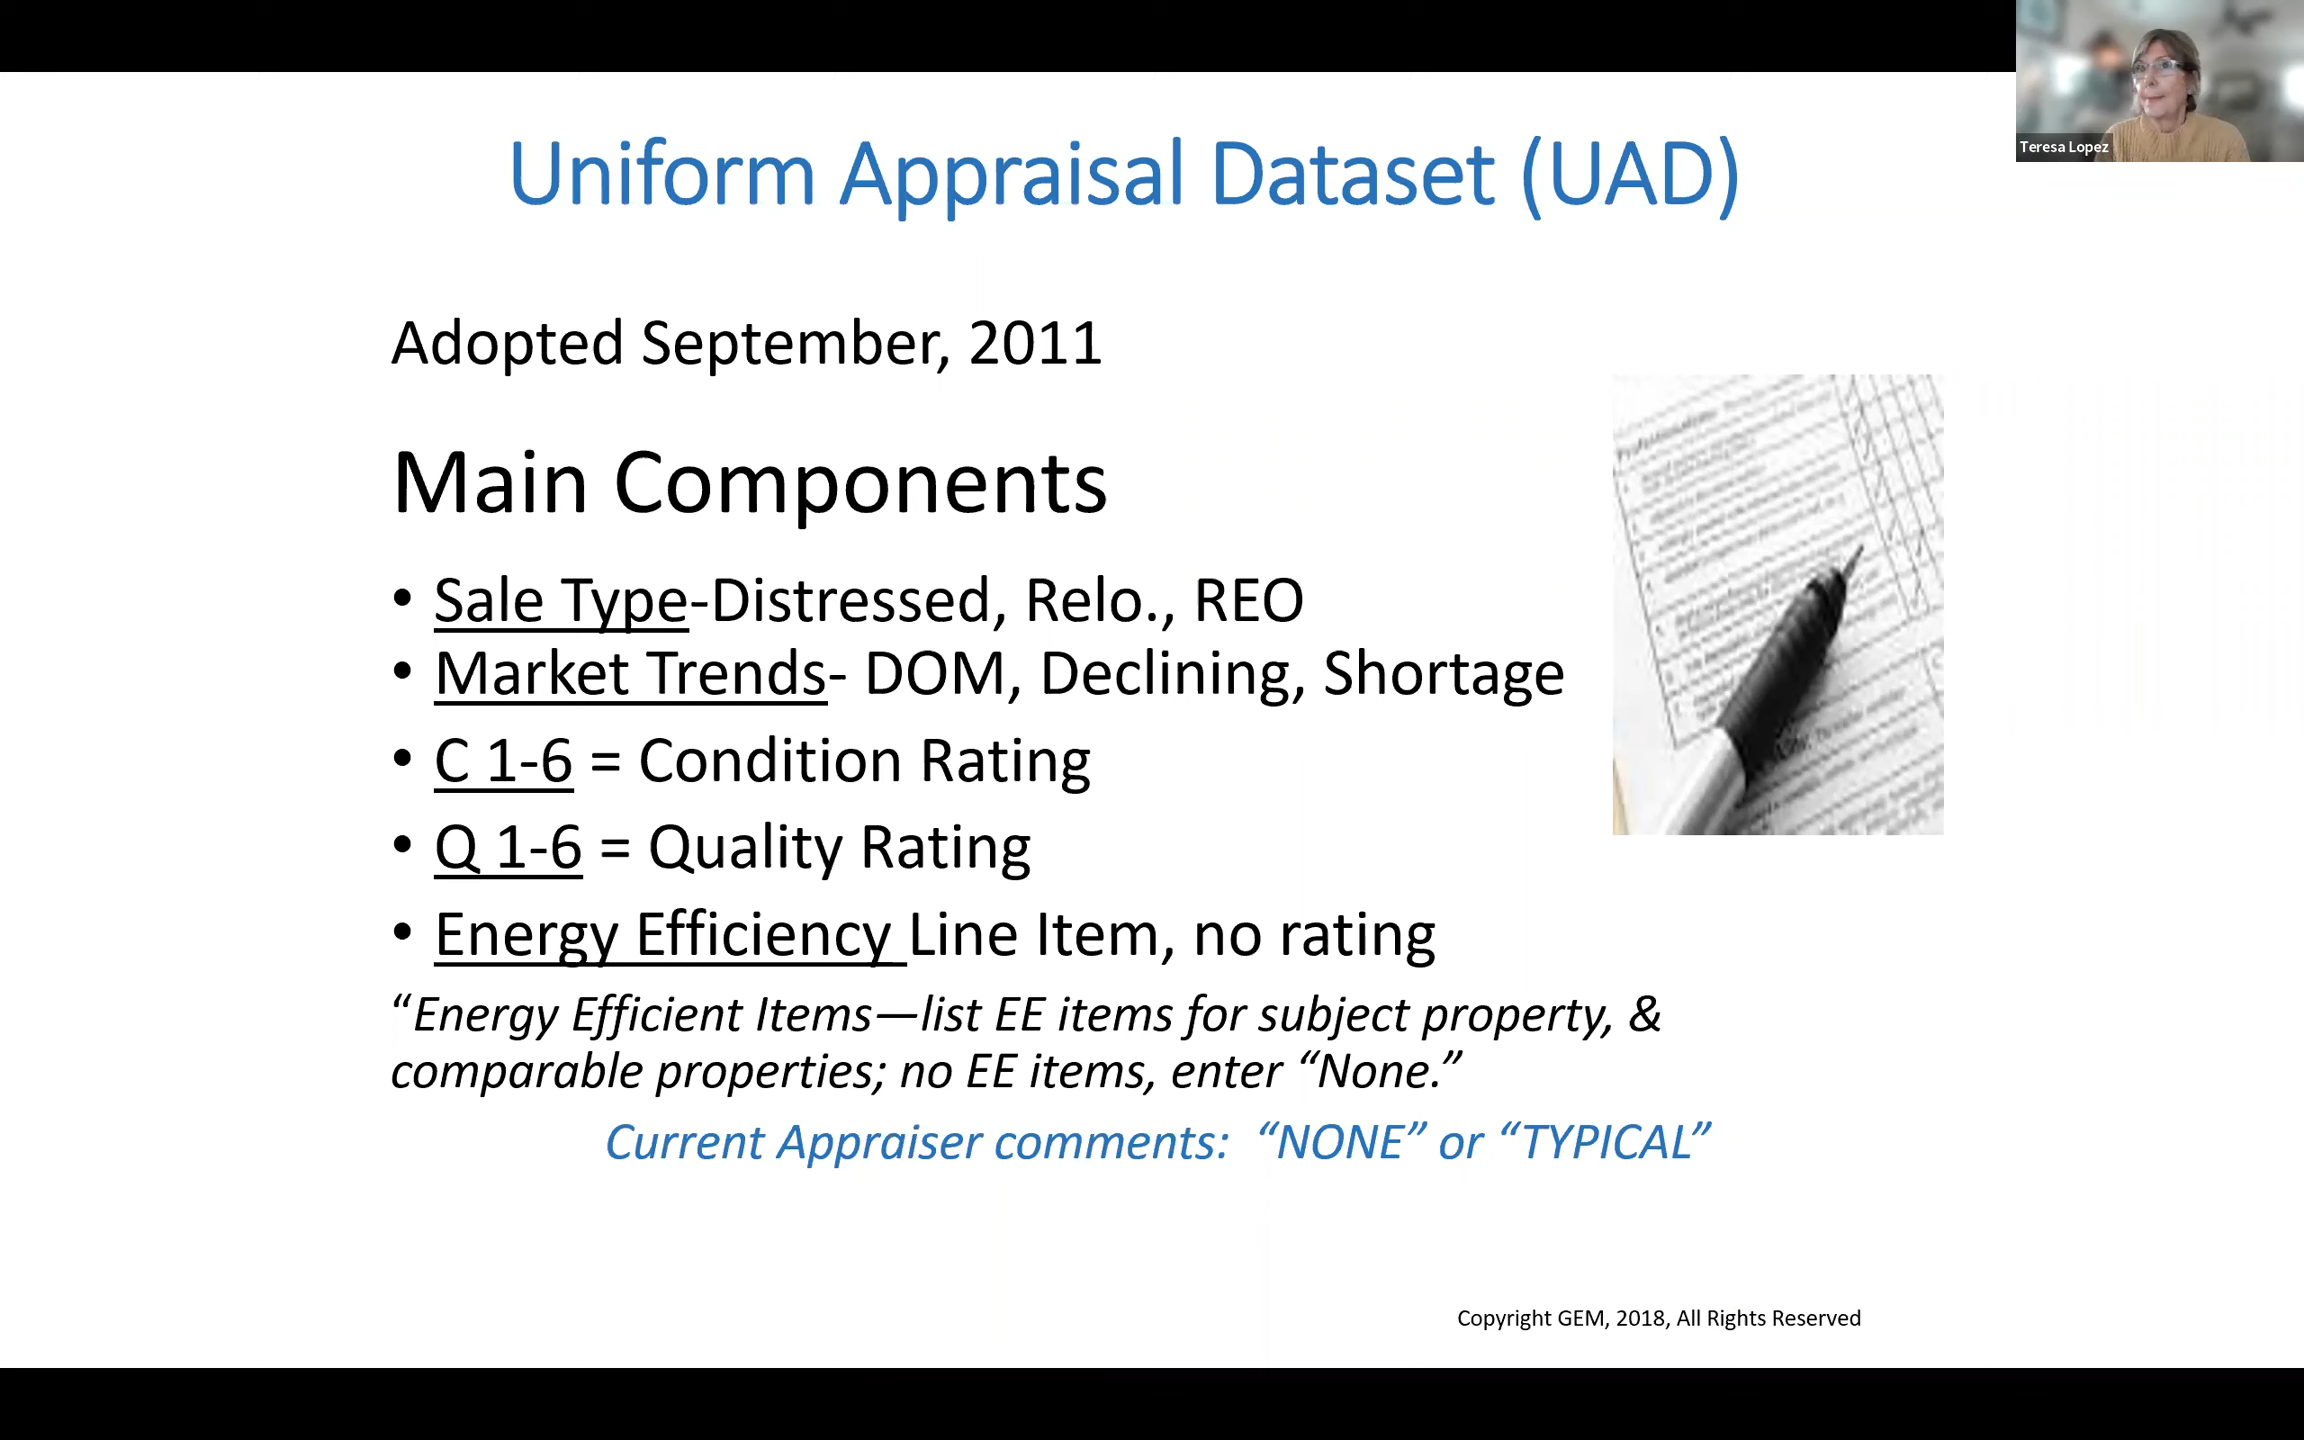 Teresa Lopez
Uniform Appraisal Dataset (UAD)
Adopted September, 2011
Main Components
• Sale Type-Distressed, Relo., REO
• Market Trends- DOM, Declining, Shortage
• C 1-6 = Condition Rating
• Q 1-6 = Quality Rating
• Energy Efficiency Line Item, no rating
“Energy Efficient Items—list EE items for subject property, &
comparable properties; no EE items, enter “None.”
Current Appraiser comments:  “NONE” or “TYPICAL”
Copyright GEM, 2018, All Rights Reserved